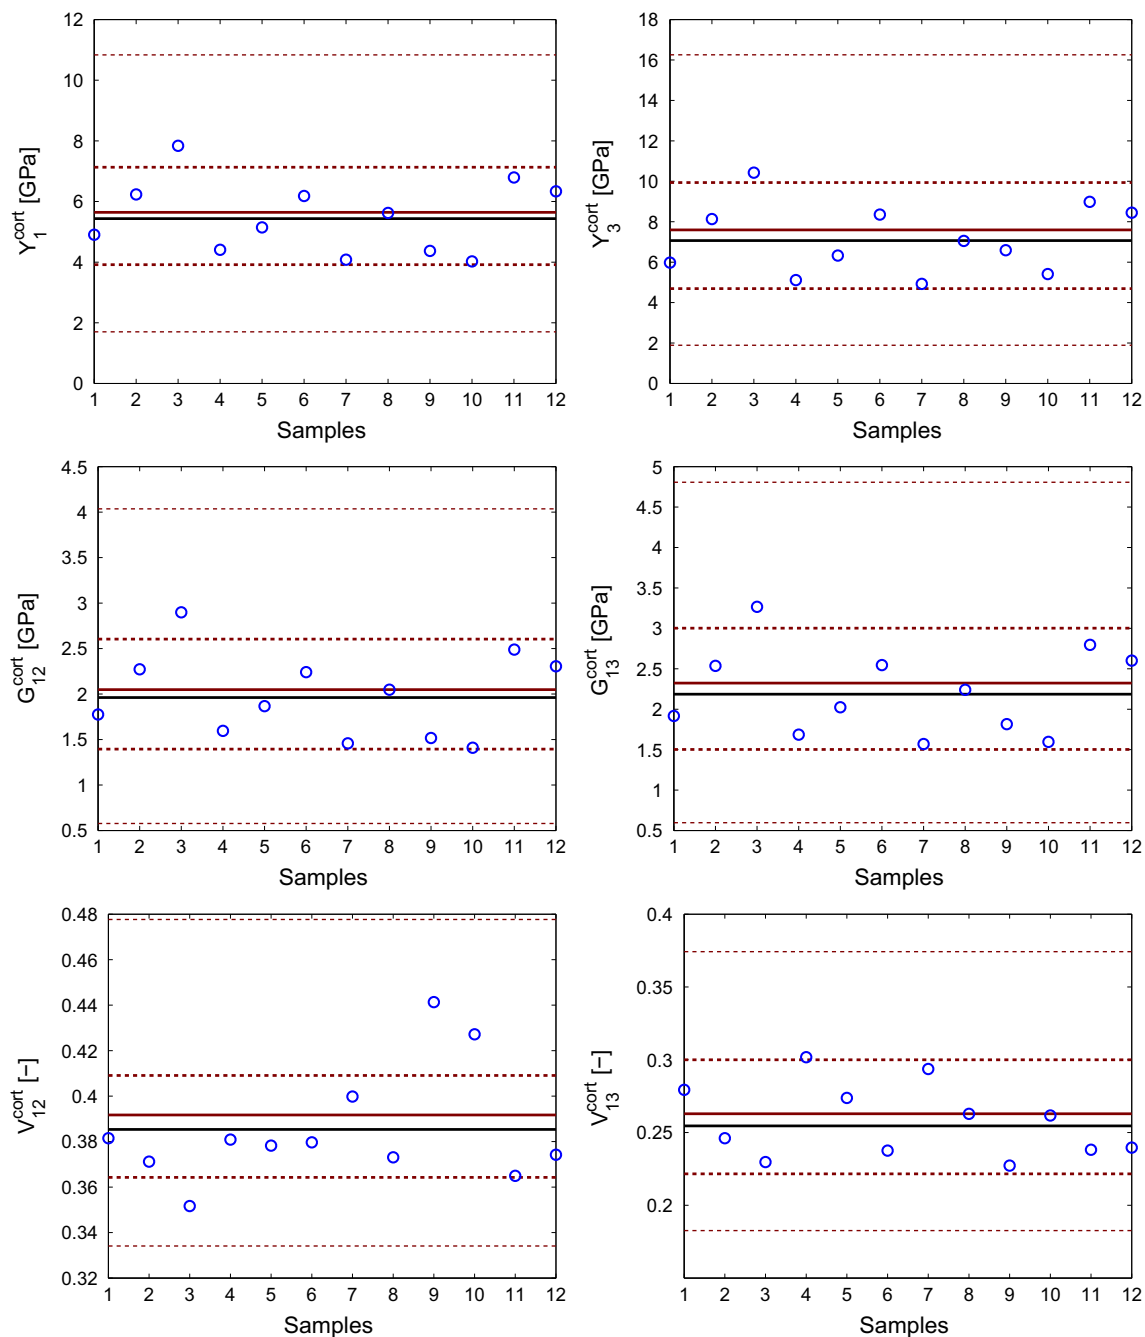 Y₁ᶜᵒʳᵗ [GPa]
12
10
8
6
4
2
0
1 2 3 4 5 6 7 8 9 10 11 12
Samples
Y₃ᶜᵒʳᵗ [GPa]
18
16
14
12
10
8
6
4
2
0
1 2 3 4 5 6 7 8 9 10 11 12
Samples
G₁₂ᶜᵒʳᵗ [GPa]
4.5
4
3.5
3
2.5
2
1.5
1
0.5
1 2 3 4 5 6 7 8 9 10 11 12
Samples
G₁₃ᶜᵒʳᵗ [GPa]
5
4.5
4
3.5
3
2.5
2
1.5
1
0.5
1 2 3 4 5 6 7 8 9 10 11 12
Samples
V₁₂ᶜᵒʳᵗ [−]
0.48
0.46
0.44
0.42
0.4
0.38
0.36
0.34
0.32
1 2 3 4 5 6 7 8 9 10 11 12
Samples
V₁₃ᶜᵒʳᵗ [−]
0.4
0.35
0.3
0.25
0.2
1 2 3 4 5 6 7 8 9 10 11 12
Samples